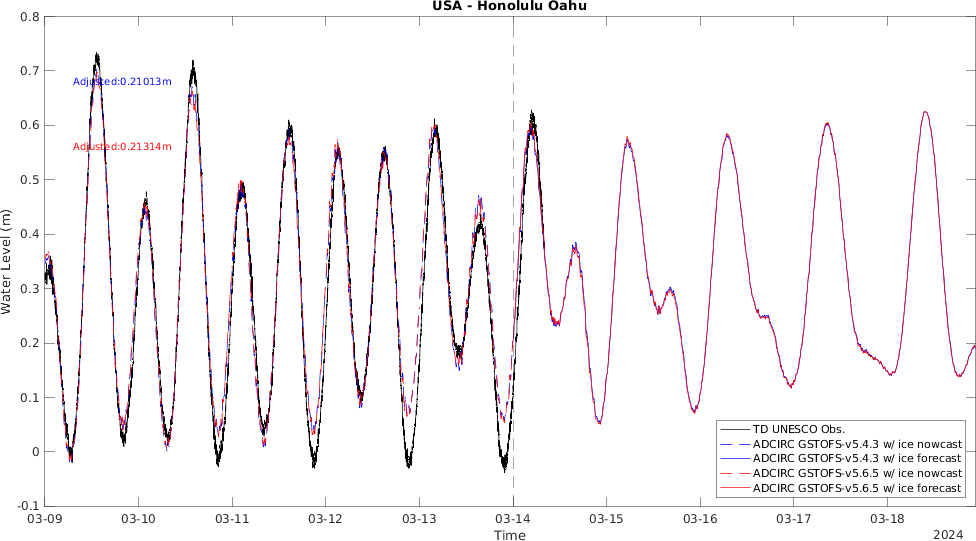 USA - Honolulu Oahu
0.8
0.7
0.6
0.5
0.4
0.3
0.2
0.1
0
-0.1
Water Level (m)
Adjusted:0.21013m
Adjusted:0.21314m
TD UNESCO Obs.
ADCIRC GSTOFS-v5.4.3 w/ ice nowcast
ADCIRC GSTOFS-v5.4.3 w/ ice forecast
ADCIRC GSTOFS-v5.6.5 w/ ice nowcast
ADCIRC GSTOFS-v5.6.5 w/ ice forecast
03-09 03-10 03-11 03-12 03-13 03-14 03-15 03-16 03-17 03-18
Time
2024